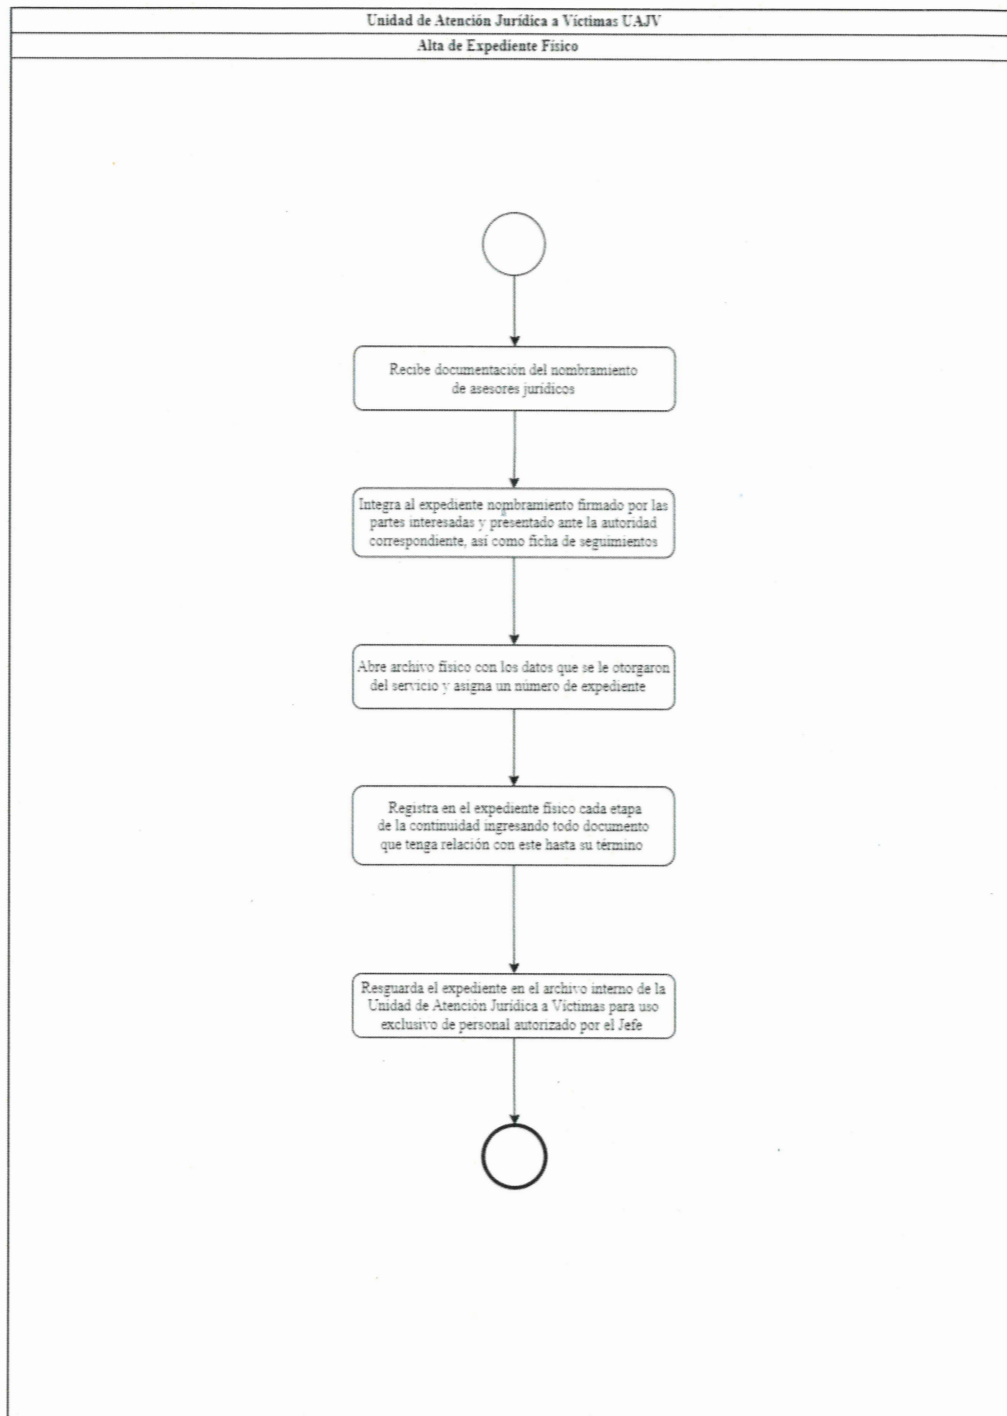 Unidad de Atención Jurídica a Víctimas UAJV
Alta de Expediente Físico
Recibe documentación del nombramiento
de asesores jurídicos
Integra al expediente nombramiento firmado por las
partes interesadas y presentado ante la autoridad
correspondiente, así como ficha de seguimientos
Abre archivo físico con los datos que se le otorgaron
del servicio y asigna un número de expediente
Registra en el expediente físico cada etapa
de la continuidad ingresando todo documento
que tenga relación con este hasta su término
Resguarda el expediente en el archivo interno de la
Unidad de Atención Jurídica a Víctimas para uso
exclusivo de personal autorizado por el Jefe